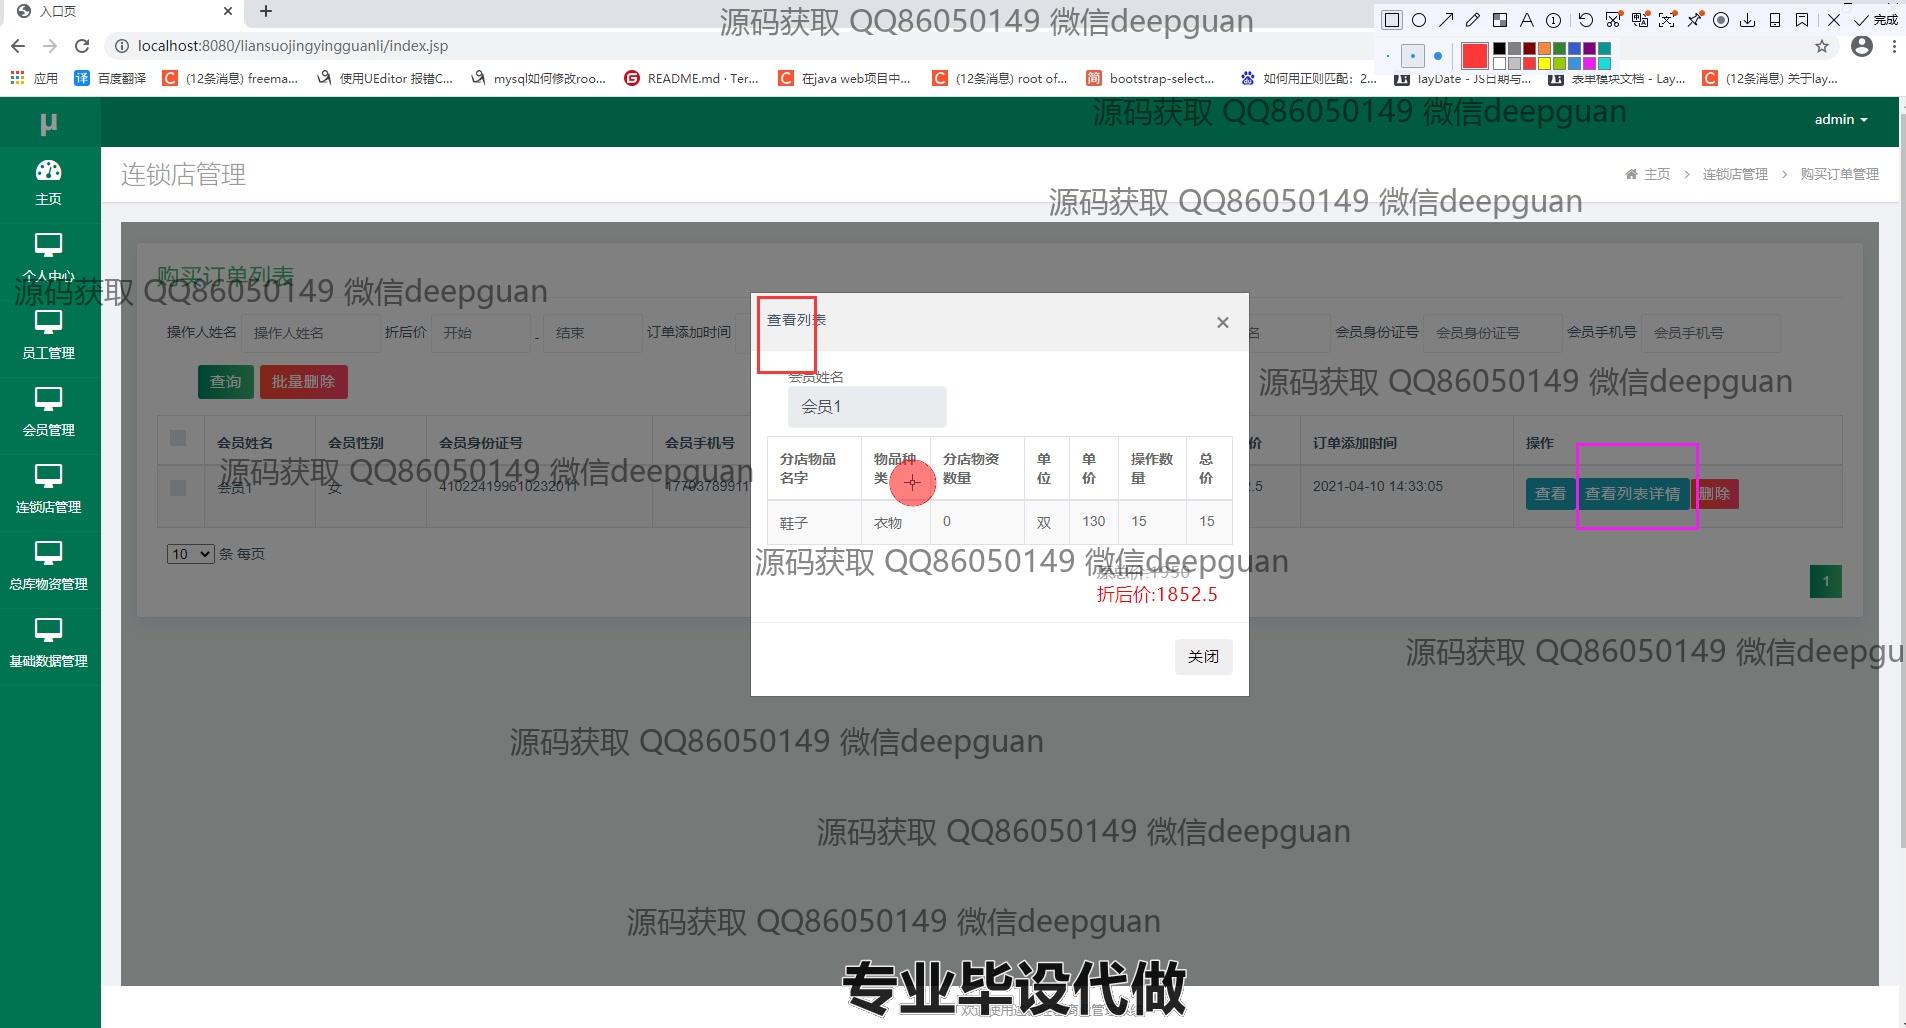 入口页
源码获取 QQ86050149 微信deepguan
完成
localhost:8080/liansuojingyingguanli/index.jsp
应用
百度翻译
(12条消息) freema...
使用UEditor 报错C...
mysql如何修改roo...
README.md · Ter...
在java web项目中...
(12条消息) root of...
bootstrap-select...
如何用正则匹配：2...
layDate - JS日期与...
表单模块文档 - Lay...
(12条消息) 关于lay...
源码获取 QQ86050149 微信deepguan
μ
admin
主页
连锁店管理
主页 > 连锁店管理 > 购买订单管理
源码获取 QQ86050149 微信deepguan
个人中心
购买订单列表
源码获取 QQ86050149 微信deepguan
操作人姓名 操作人姓名 折后价 开始 - 结束 订单添加时间
名 会员身份证号 会员身份证号 会员手机号 会员手机号
查看列表
×
员工管理
查询 批量删除
会员姓名
会员1
源码获取 QQ86050149 微信deepguan
会员管理
会员姓名 会员性别 会员身份证号 会员手机号
价 订单添加时间 操作
源码获取 QQ86050149 微信deepguan
会员1 女 410224199610232011 17703789911
.5 2021-04-10 14:33:05 查看 查看列表详情 删除
分店物品名字 物品种类 分店物资数量 单位 单价 操作数量 总价
鞋子 衣物 0 双 130 15 15
连锁店管理
10 条 每页
源码获取 QQ86050149 微信deepguan
原总价:1950
折后价:1852.5
1
总库物资管理
关闭
基础数据管理
源码获取 QQ86050149 微信deepgu
源码获取 QQ86050149 微信deepguan
源码获取 QQ86050149 微信deepguan
源码获取 QQ86050149 微信deepguan
专业毕设代做